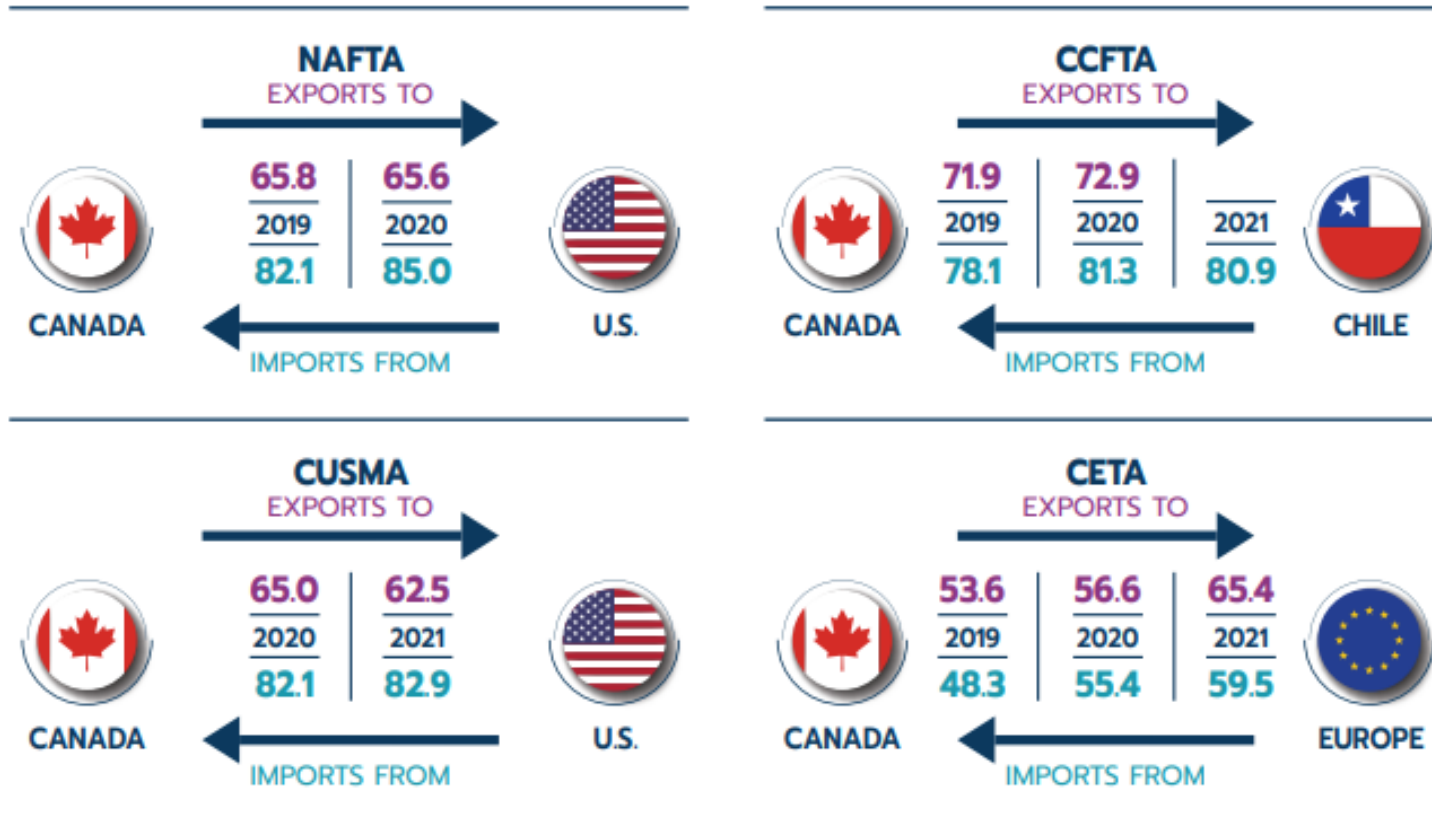 NAFTA
EXPORTS TO
65.8 65.6
2019 2020
82.1 85.0
CANADA U.S.
IMPORTS FROM
CCFTA
EXPORTS TO
71.9 72.9
2019 2020 2021
78.1 81.3 80.9
CANADA CHILE
IMPORTS FROM
CUSMA
EXPORTS TO
65.0 62.5
2020 2021
82.1 82.9
CANADA U.S.
IMPORTS FROM
CETA
EXPORTS TO
53.6 56.6 65.4
2019 2020 2021
48.3 55.4 59.5
CANADA EUROPE
IMPORTS FROM